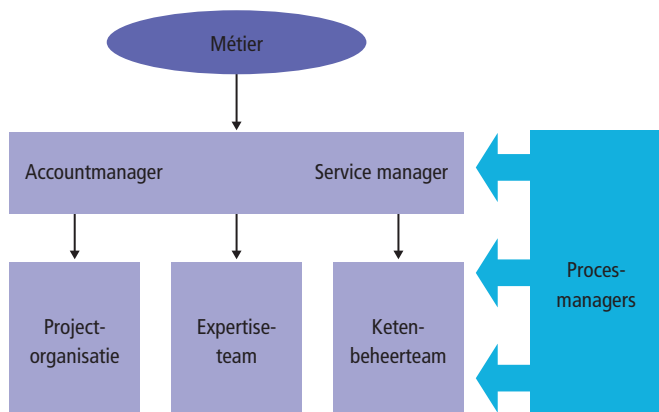 Métier
Accountmanager
Service manager
Project-
organisatie
Expertise-
team
Keten-
beheerteam
Proces-
managers